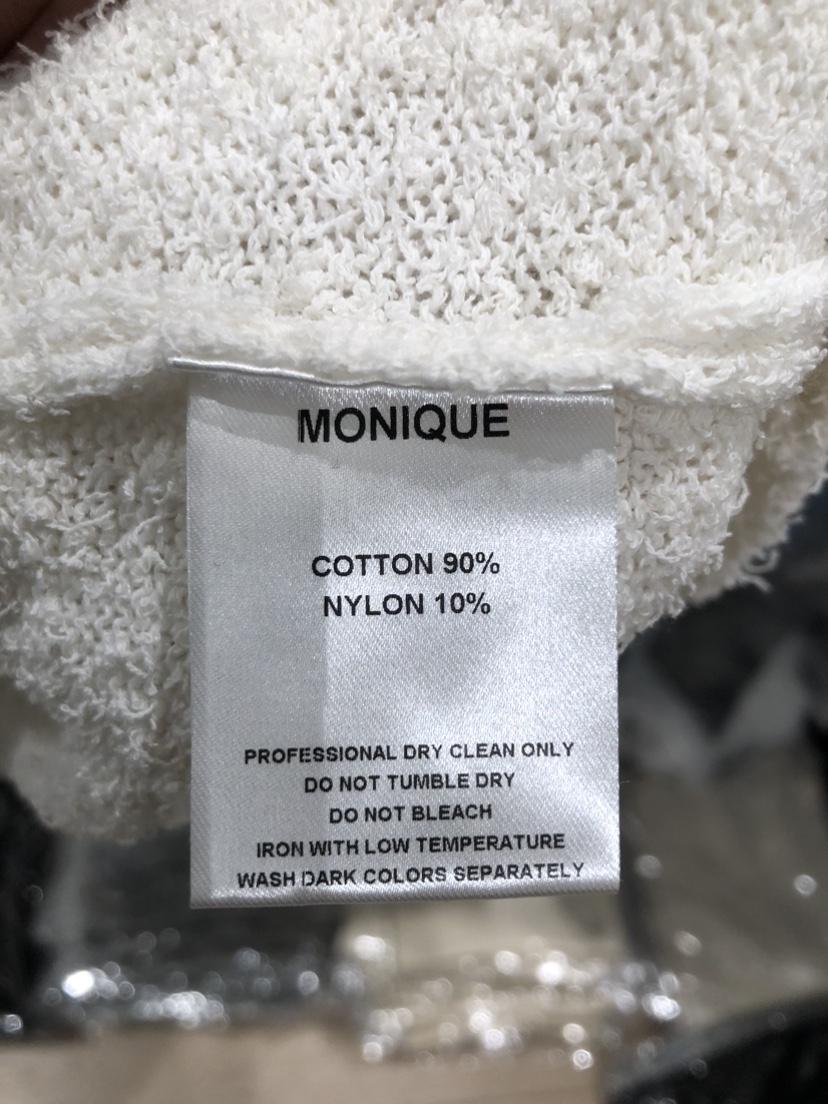 MONIQUE
COTTON 90%
NYLON 10%
PROFESSIONAL DRY CLEAN ONLY
DO NOT TUMBLE DRY
DO NOT BLEACH
IRON WITH LOW TEMPERATURE
WASH DARK COLORS SEPARATELY